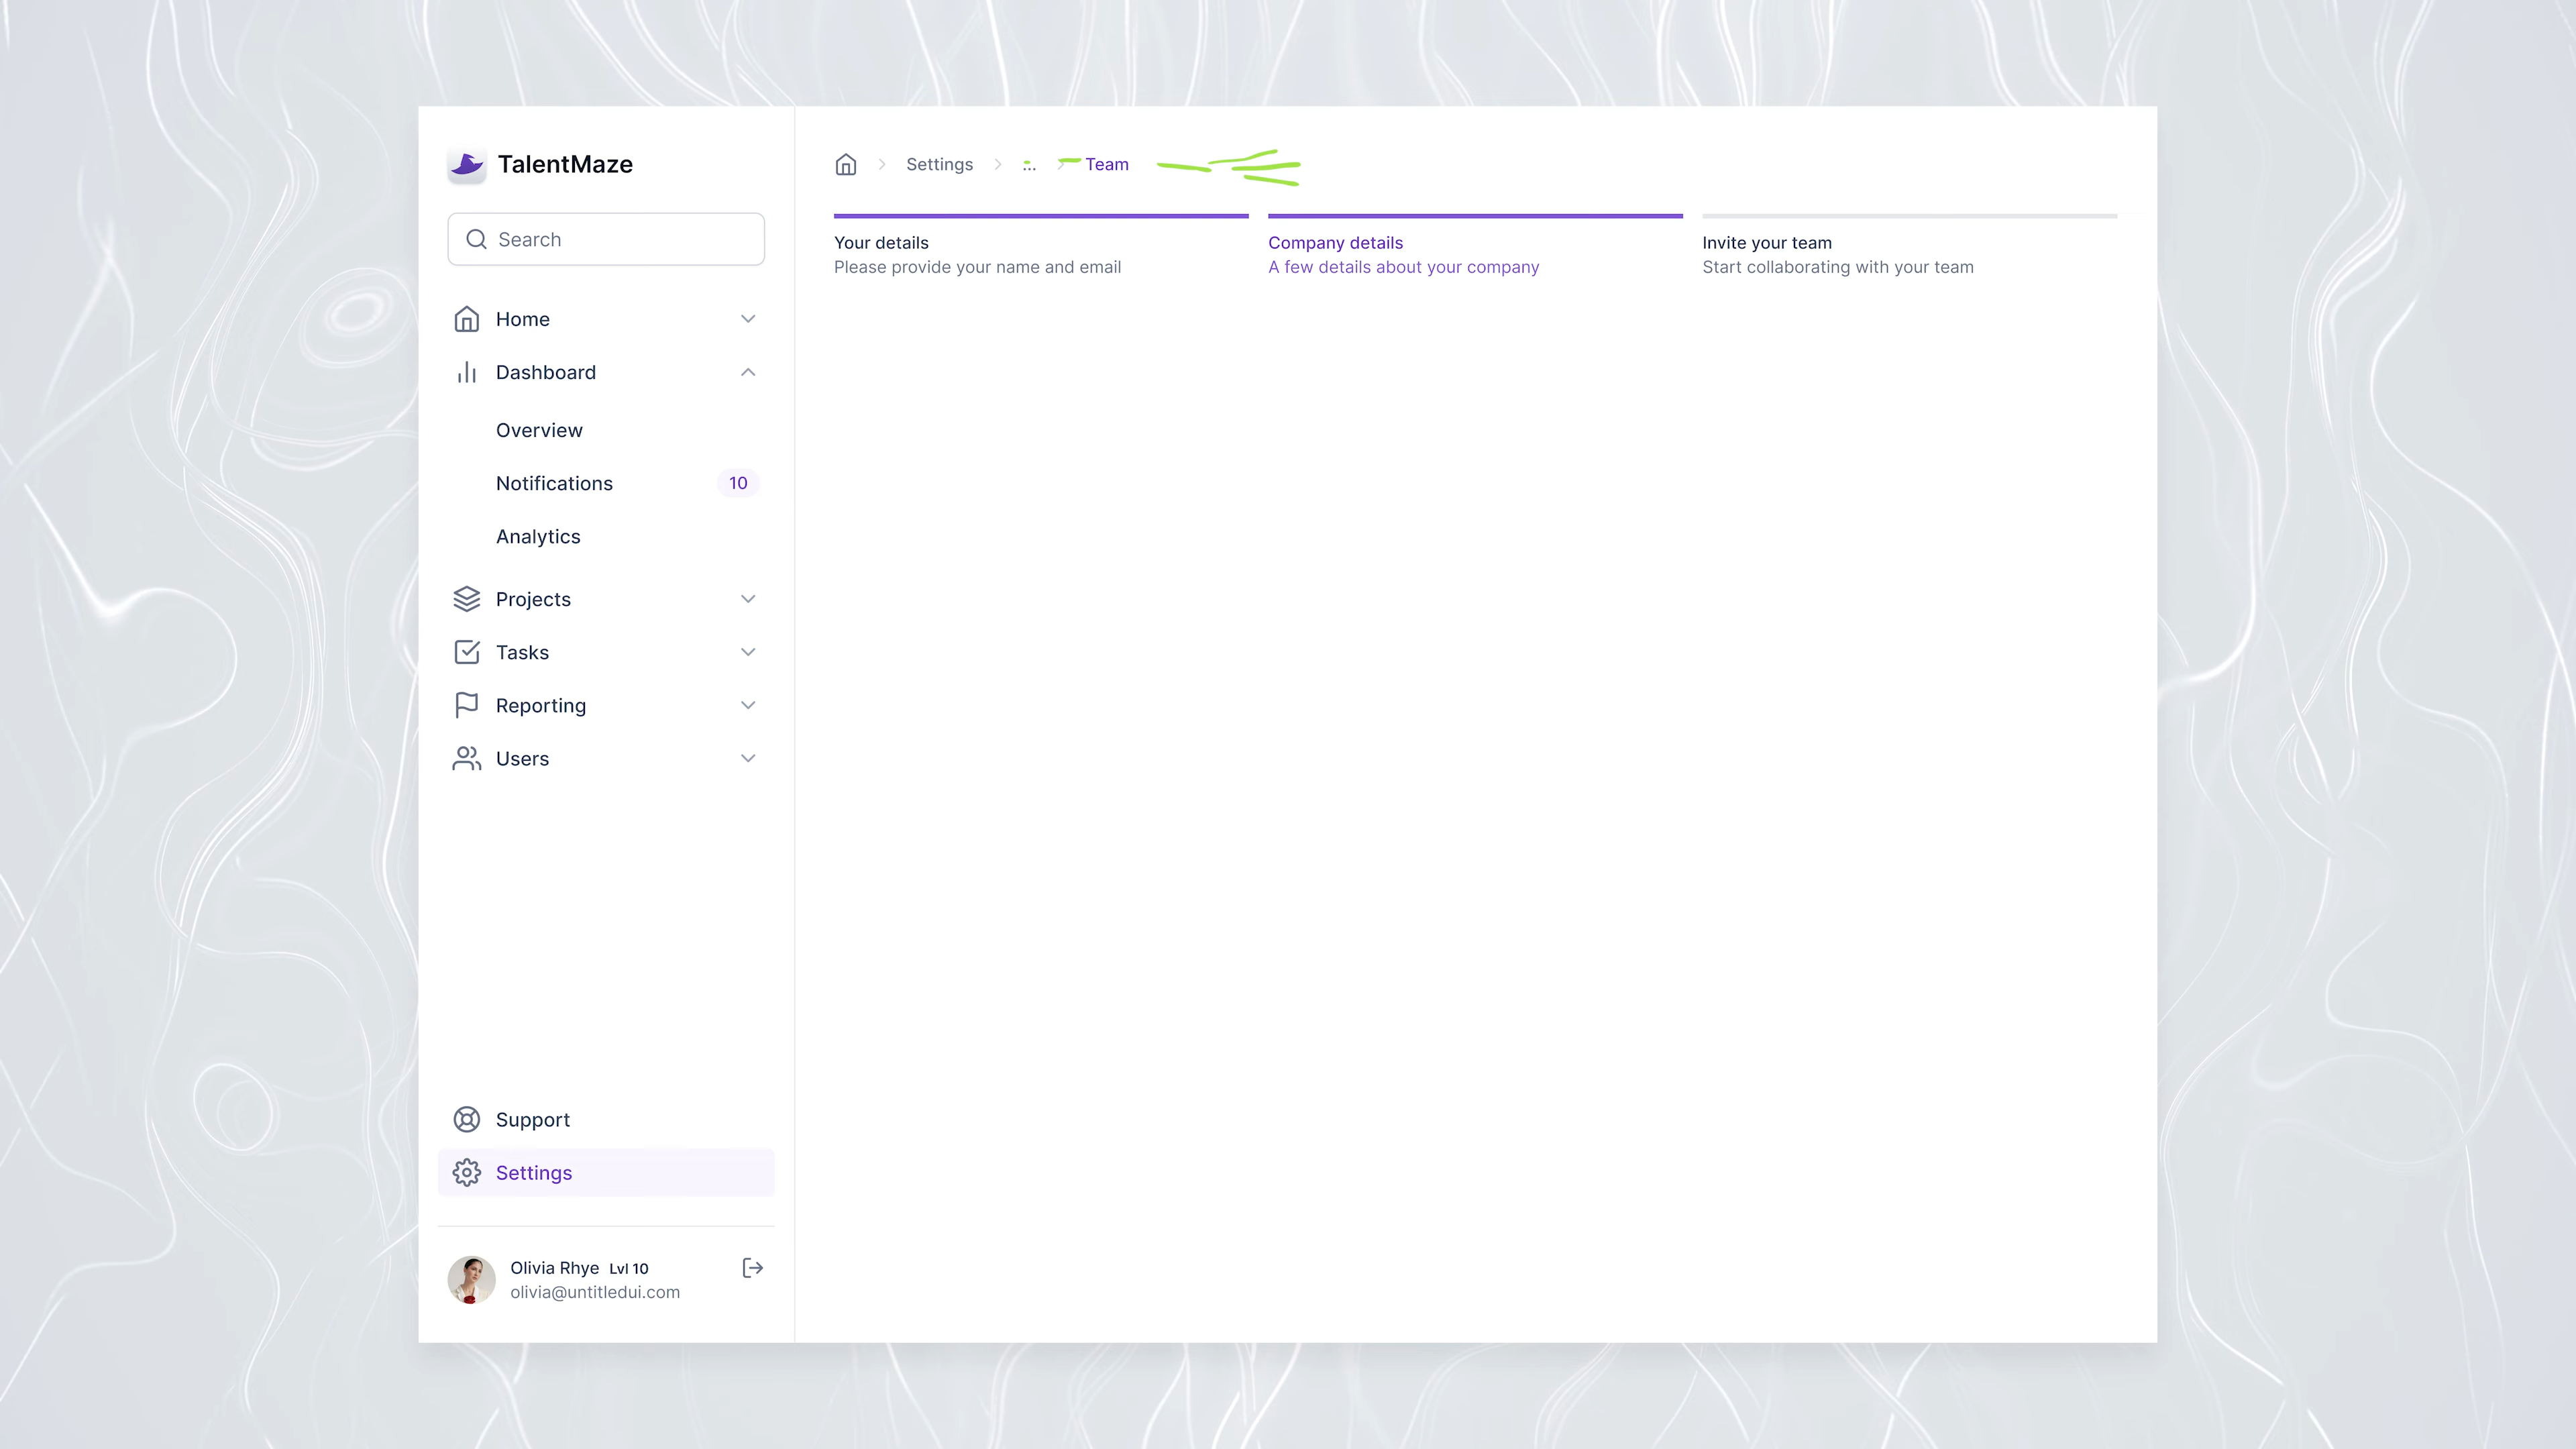 TalentMaze
Search
Home
Dashboard
Overview
Notifications 10
Analytics
Projects
Tasks
Reporting
Users
Support
Settings
Olivia Rhye Lvl 10
olivia@untitledui.com
Settings ... Team
Your details
Please provide your name and email
Company details
A few details about your company
Invite your team
Start collaborating with your team